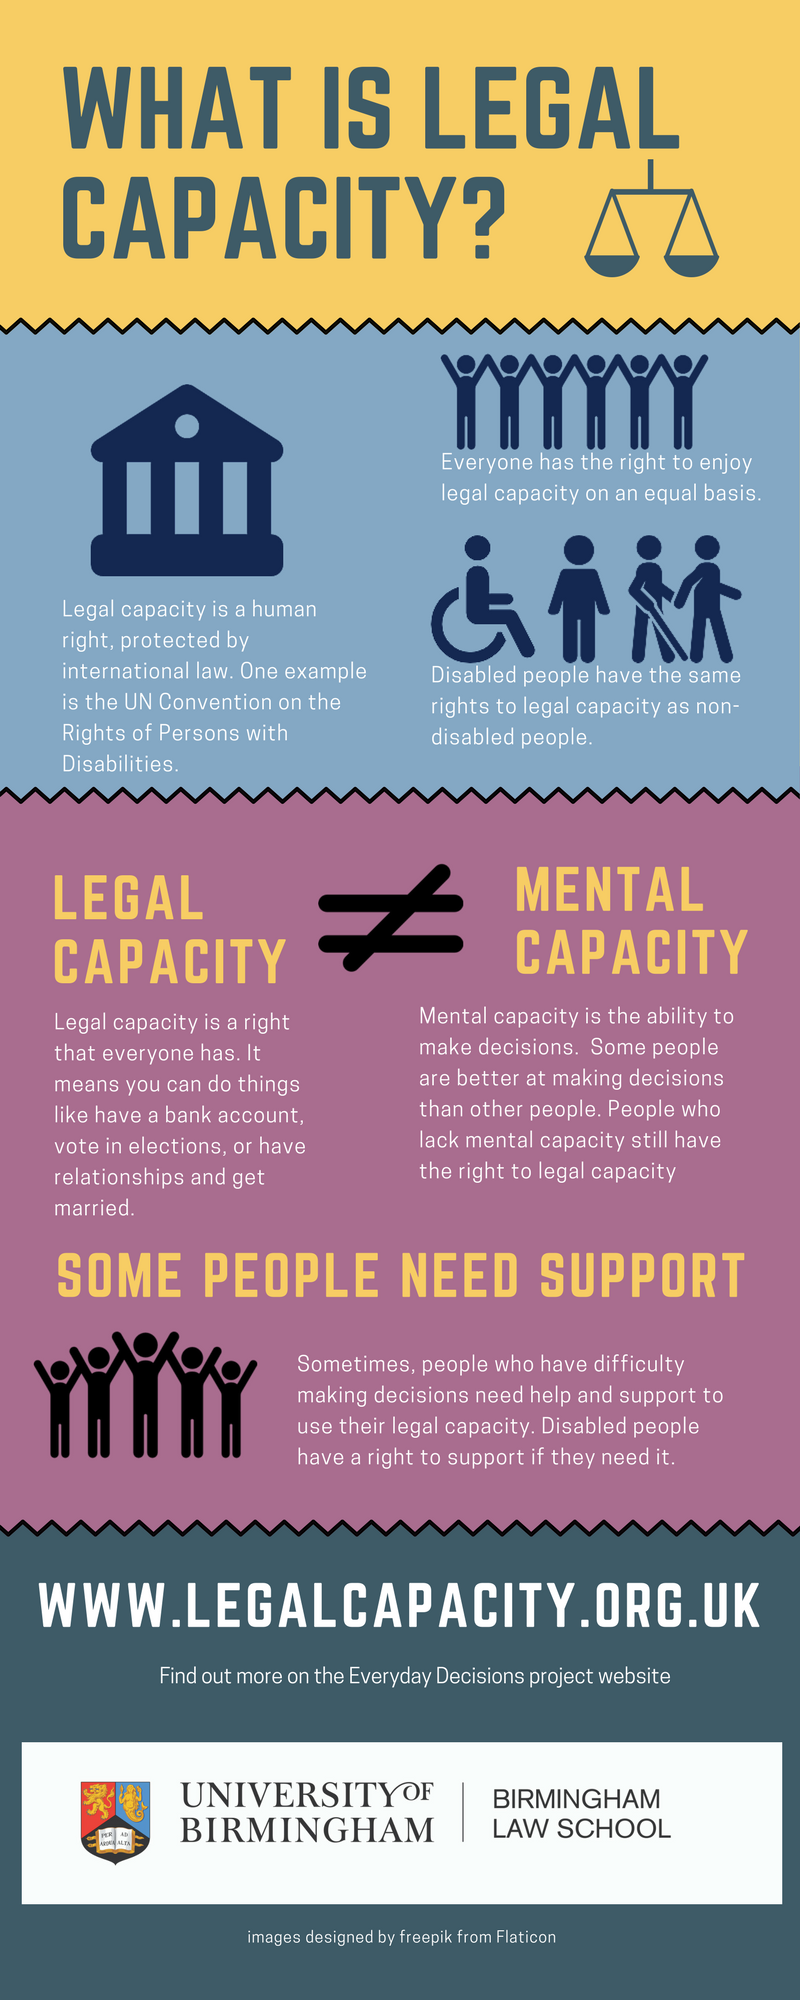 WHAT IS LEGAL
CAPACITY?
Legal capacity is a human
right, protected by
international law. One example
is the UN Convention on the
Rights of Persons with
Disabilities.
Everyone has the right to enjoy
legal capacity on an equal basis.
Disabled people have the same
rights to legal capacity as non-
disabled people.
LEGAL
CAPACITY
Legal capacity is a right
that everyone has. It
means you can do things
like have a bank account,
vote in elections, or have
relationships and get
married.
MENTAL
CAPACITY
Mental capacity is the ability to
make decisions.  Some people
are better at making decisions
than other people. People who
lack mental capacity still have
the right to legal capacity
SOME PEOPLE NEED SUPPORT
Sometimes, people who have difficulty
making decisions need help and support to
use their legal capacity. Disabled people
have a right to support if they need it.
WWW.LEGALCAPACITY.ORG.UK
Find out more on the Everyday Decisions project website
PER AD
ARDUA ALTA
UNIVERSITY OF
BIRMINGHAM
BIRMINGHAM
LAW SCHOOL
images designed by freepik from Flaticon